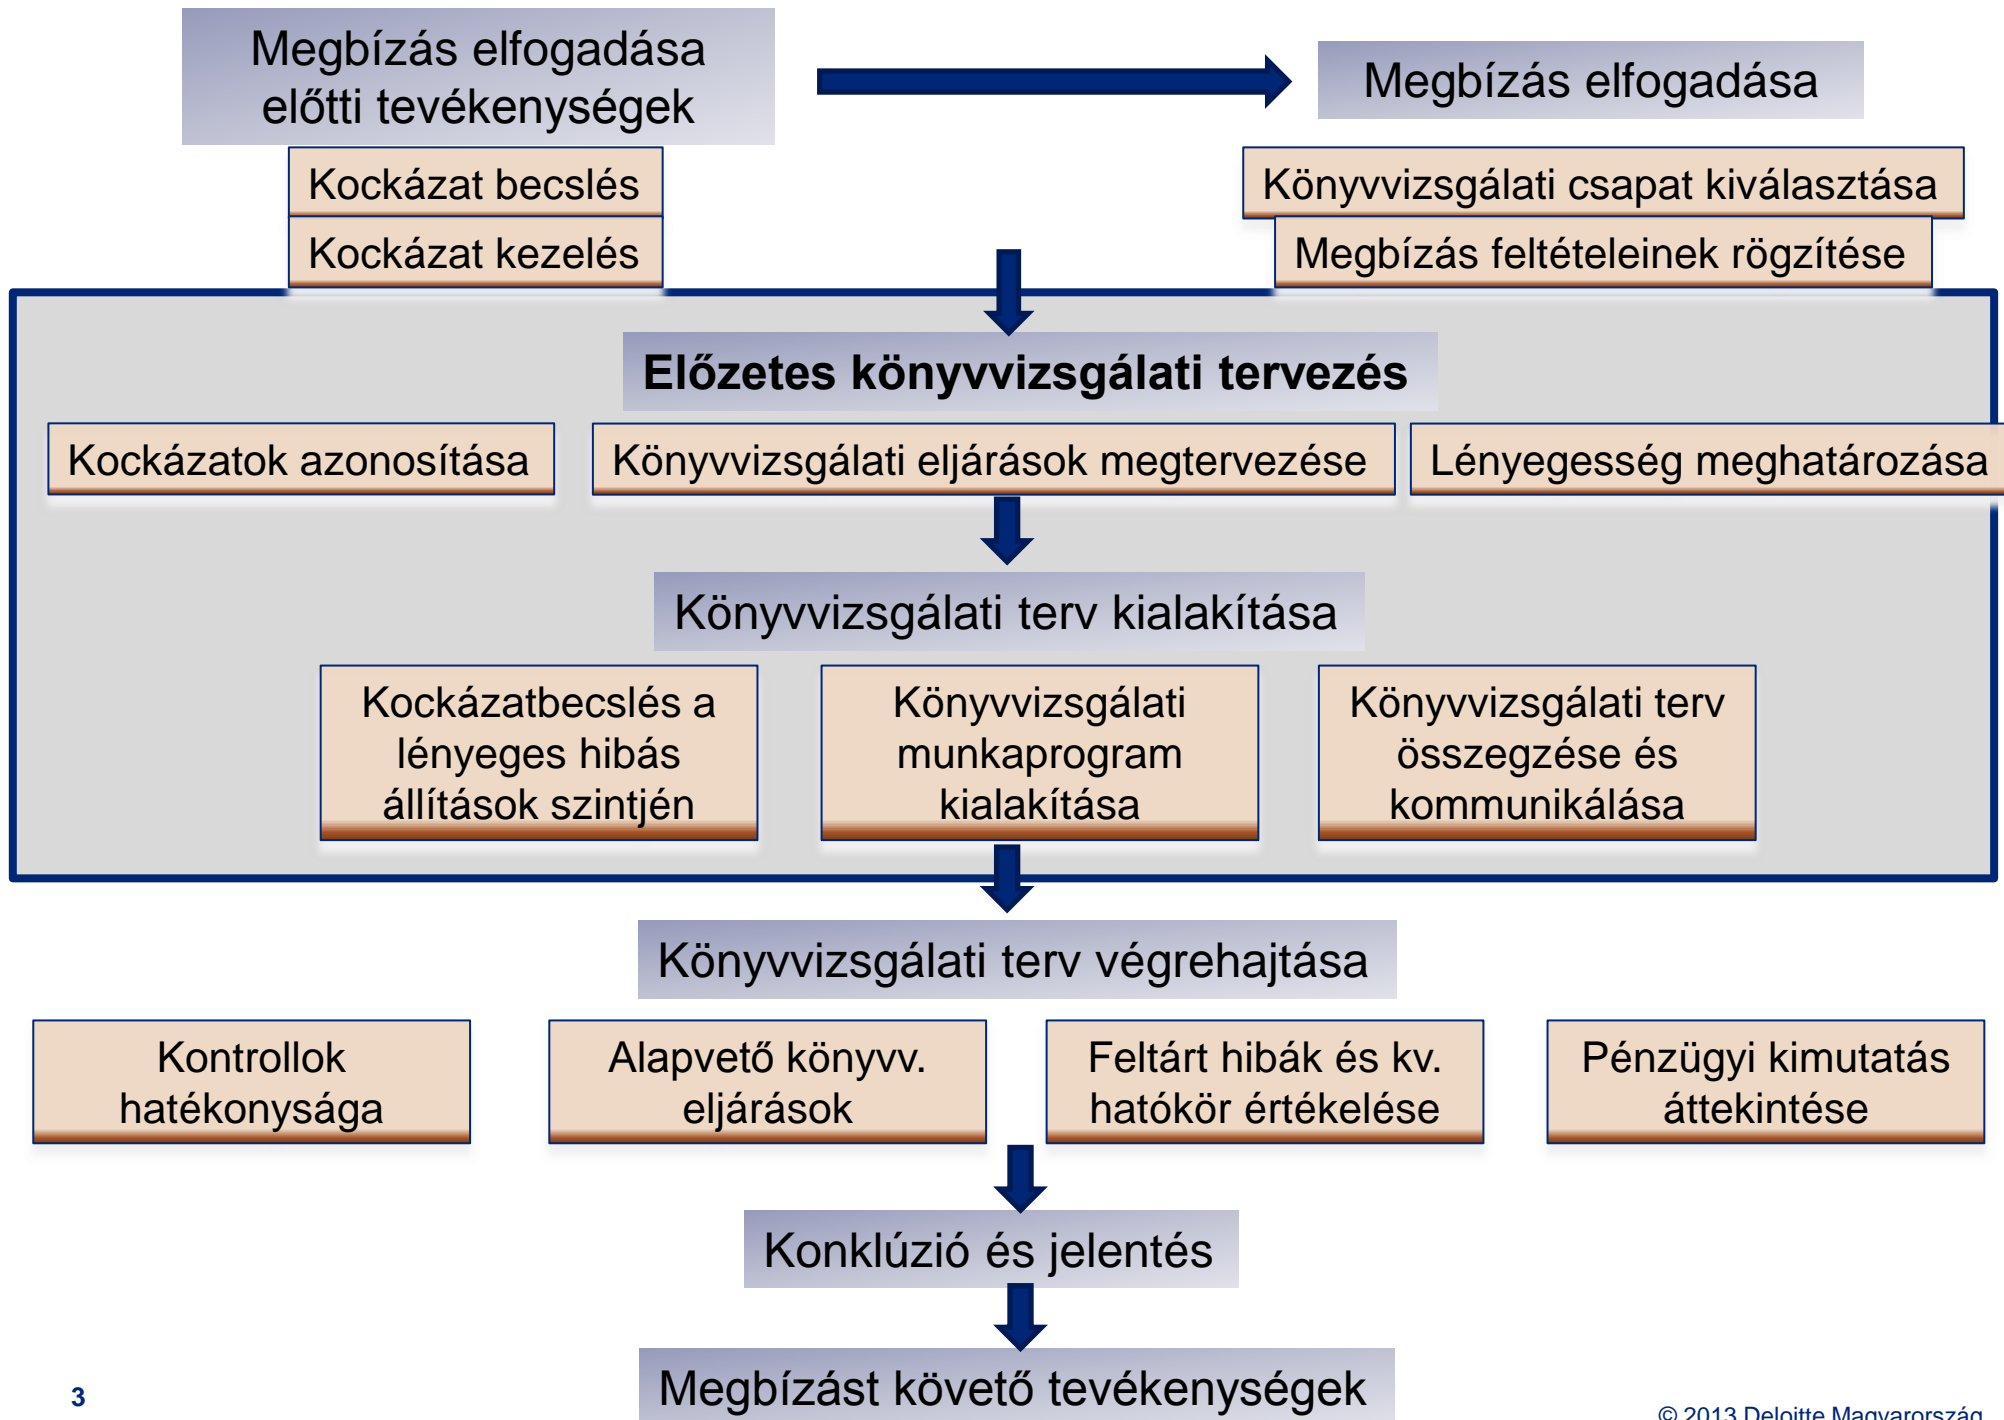 Megbízás elfogadása
előtti tevékenységek
Megbízás elfogadása
Kockázat becslés
Kockázat kezelés
Könyvvizsgálati csapat kiválasztása
Megbízás feltételeinek rögzítése
Előzetes könyvvizsgálati tervezés
Kockázatok azonosítása
Könyvvizsgálati eljárások megtervezése
Lényegesség meghatározása
Könyvvizsgálati terv kialakítása
Kockázatbecslés a
lényeges hibás
állítások szintjén
Könyvvizsgálati
munkaprogram
kialakítása
Könyvvizsgálati terv
összegzése és
kommunikálása
Könyvvizsgálati terv végrehajtása
Kontrollok
hatékonysága
Alapvető könyvv.
eljárások
Feltárt hibák és kv.
hatókör értékelése
Pénzügyi kimutatás
áttekintése
Konklúzió és jelentés
Megbízást követő tevékenységek
3
© 2013 Deloitte Magyarország